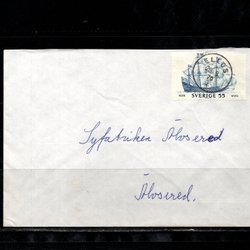 SVERIGE 55
Syfabriken Älvsered
Älvsered.